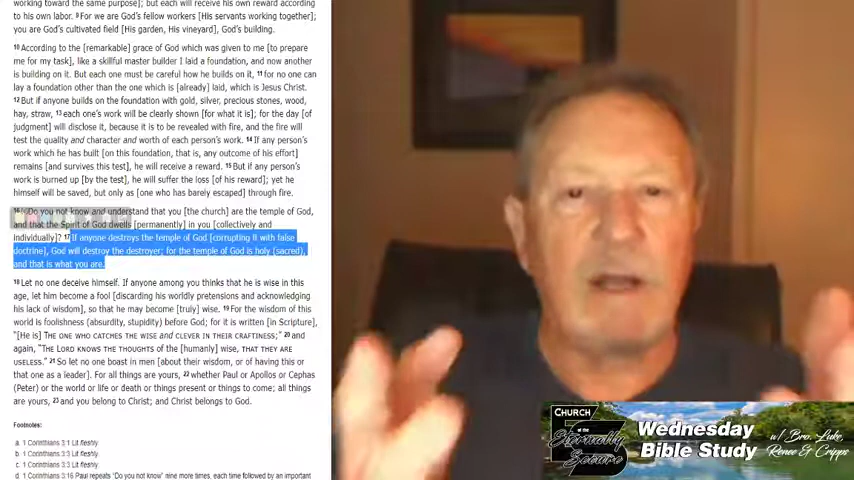 working toward the same purpose]; but each will receive his own reward according
to his own labor. 9 For we are God's fellow workers [His servants working together];
you are God's cultivated field [His garden, His vineyard], God's building.
10 According to the [remarkable] grace of God which was given to me [to prepare
me for my task], like a skillful master builder I laid a foundation, and now another
is building on it. But each one must be careful how he builds on it, 11 for no one can
lay a foundation other than the one which is [already] laid, which is Jesus Christ.
12 But if anyone builds on the foundation with gold, silver, precious stones, wood,
hay, straw, 13 each one's work will be clearly shown [for what it is]; for the day [of
judgment] will disclose it, because it is to be revealed with fire, and the fire will
test the quality and character and worth of each person's work. 14 If any person's
work which he has built [on this foundation, that is, any outcome of his effort]
remains [and survives this test], he will receive a reward. 15 But if any person's
work is burned up [by the test], he will suffer the loss [of his reward]; yet he
himself will be saved, but only as [one who has barely escaped] through fire.
16 Do you not know and understand that you [the church] are the temple of God,
and that the Spirit of God dwells [permanently] in you [collectively and
individually]? 17 If anyone destroys the temple of God [corrupting it with false
doctrine], God will destroy the destroyer; for the temple of God is holy (sacred),
and that is what you are.
18 Let no one deceive himself. If anyone among you thinks that he is wise in this
age, let him become a fool [discarding his worldly pretensions and acknowledging
his lack of wisdom], so that he may become [truly] wise. 19 For the wisdom of this
world is foolishness (absurdity, stupidity) before God; for it is written [in Scripture],
"[He is] THE ONE WHO CATCHES THE WISE AND CLEVER IN THEIR CRAFTINESS;" 20 and
again, "THE LORD KNOWS THE THOUGHTS of the [humanly] wise, THAT THEY ARE
USELESS." 21 So let no one boast in men [about their wisdom, or of having this or
that one as a leader]. For all things are yours, 22 whether Paul or Apollos or Cephas
(Peter) or the world or life or death or things present or things to come; all things
are yours, 23 and you belong to Christ; and Christ belongs to God.
Footnotes:
a. 1 Corinthians 3:1 Lit fleshly.
b. 1 Corinthians 3:3 Lit fleshly.
c. 1 Corinthians 3:3 Lit fleshly.
d. 1 Corinthians 3:16 Paul repeats "Do you not know" nine more times, each time followed by an important
CHURCH
of the
Eternally
Secure
Wednesday
Bible Study
w/ Bro. Luke,
Renee & Cripps